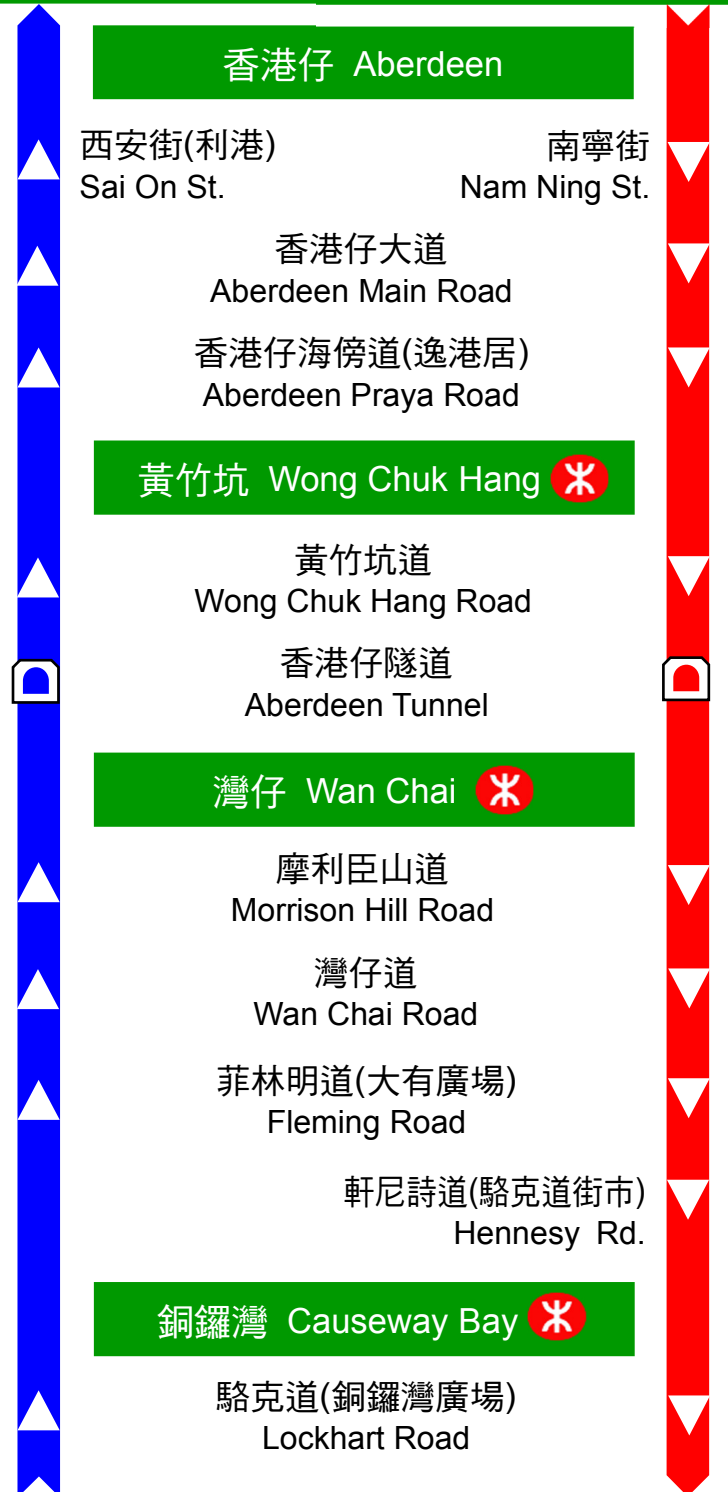 香港仔 Aberdeen
西安街(利港)
Sai On St.
南寧街
Nam Ning St.
香港仔大道
Aberdeen Main Road
香港仔海傍道(逸港居)
Aberdeen Praya Road
黃竹坑 Wong Chuk Hang
黃竹坑道
Wong Chuk Hang Road
香港仔隧道
Aberdeen Tunnel
灣仔 Wan Chai
摩利臣山道
Morrison Hill Road
灣仔道
Wan Chai Road
菲林明道(大有廣場)
Fleming Road
軒尼詩道(駱克道街市)
Hennesy Rd.
銅鑼灣 Causeway Bay
駱克道(銅鑼灣廣場)
Lockhart Road